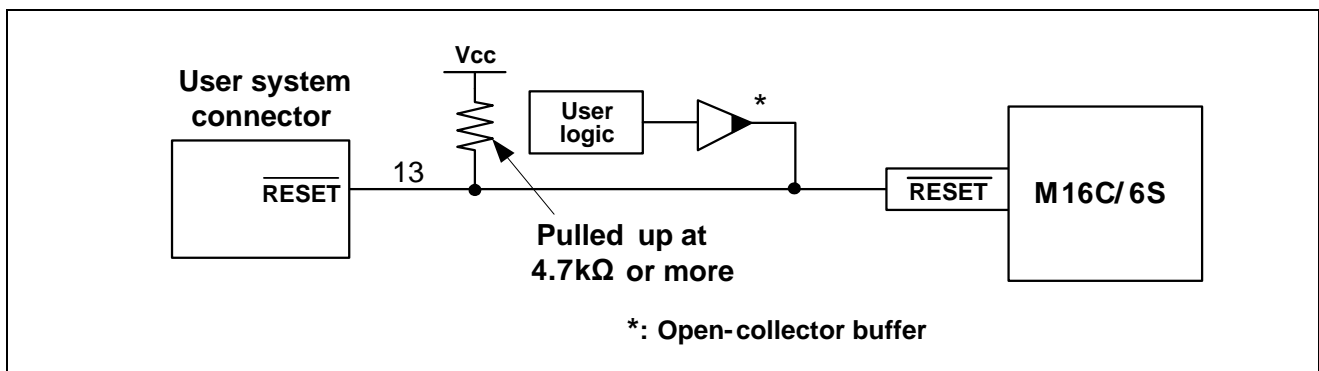 Vcc
User system
connector
User
logic
*
13
RESET
RESET
M16C/6S
Pulled up at
4.7kΩ or more
*: Open-collector buffer